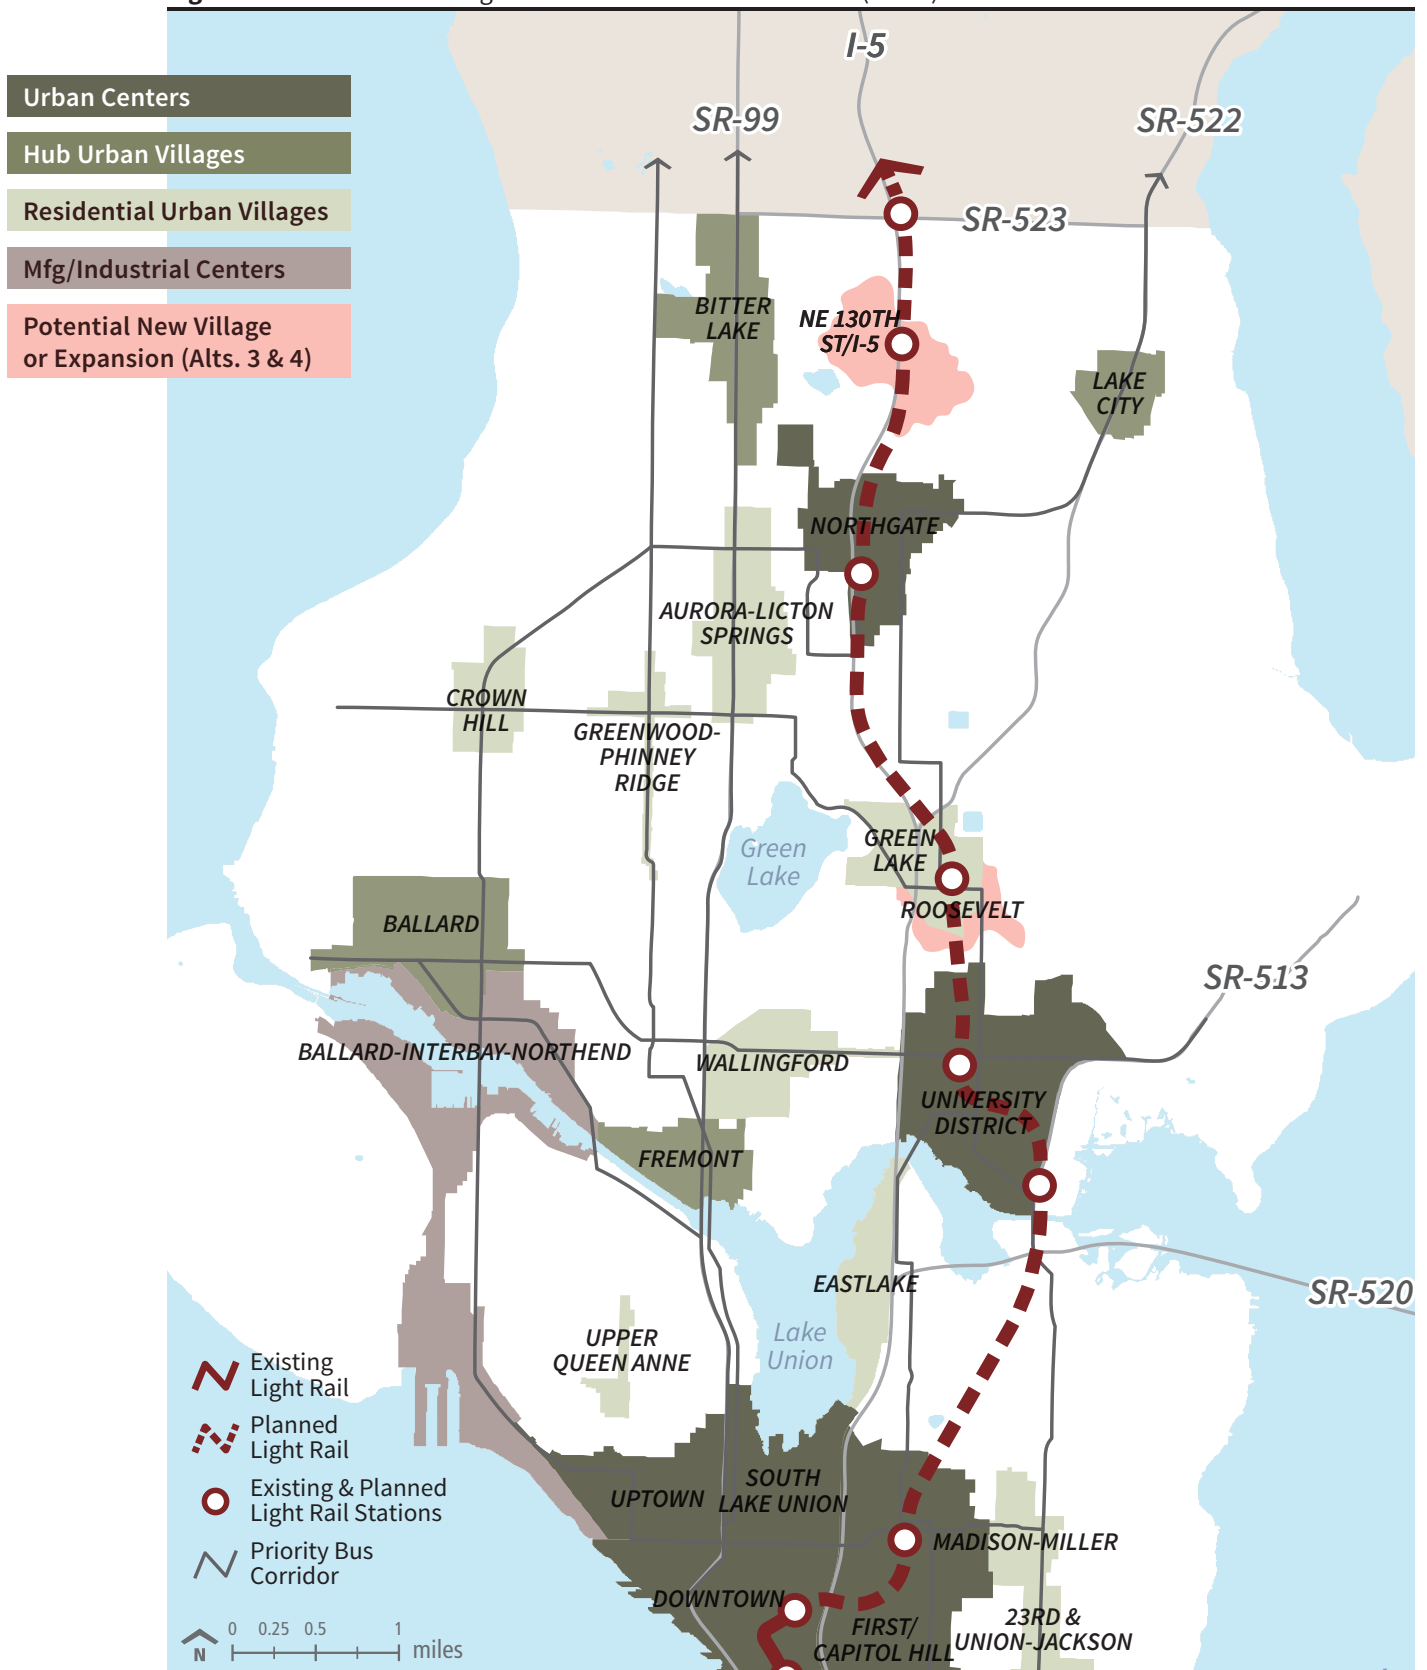 I-5
SR-99
SR-522
SR-523
Urban Centers
Hub Urban Villages
Residential Urban Villages
Mfg/Industrial Centers
Potential New Village
or Expansion (Alts. 3 & 4)
BITTER
LAKE
NE 130TH
ST/I-5
LAKE
CITY
NORTHGATE
AURORA-LICTON
SPRINGS
CROWN
HILL
GREENWOOD-
PHINNEY
RIDGE
Green
Lake
GREEN
LAKE
ROOSEVELT
BALLARD
SR-513
BALLARD-INTERBAY-NORTHEND
WALLINGFORD
UNIVERSITY
DISTRICT
FREMONT
EASTLAKE
SR-520
Lake
Union
UPPER
QUEEN ANNE
SOUTH
LAKE UNION
UPTOWN
MADISON-MILLER
DOWNTOWN
FIRST/
CAPITOL HILL
23RD &
UNION-JACKSON
Existing
Light Rail
Planned
Light Rail
Existing & Planned
Light Rail Stations
Priority Bus
Corridor
N
0 0.25 0.5 1
miles